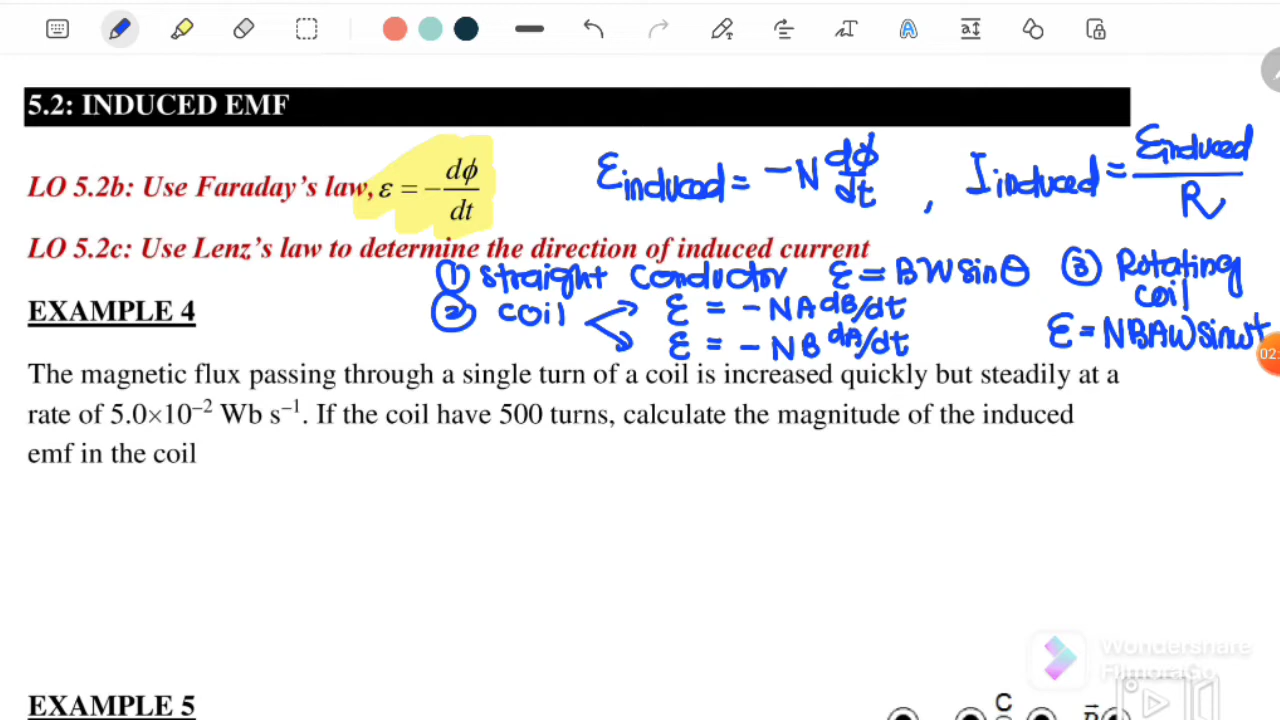 5.2: INDUCED EMF
LO 5.2b: Use Faraday's law, ε = −dϕ/dt
εinduced = −N dϕ/dt , Iinduced = εinduced/R
LO 5.2c: Use Lenz's law to determine the direction of induced current
① straight conductor ε = Blv sinθ
② coil ε = −NA dB/dt
ε = −NB dA/dt
③ Rotating coil
ε = NBAω sinωt
02:
EXAMPLE 4
The magnetic flux passing through a single turn of a coil is increased quickly but steadily at a
rate of 5.0×10⁻² Wb s⁻¹. If the coil have 500 turns, calculate the magnitude of the induced
emf in the coil
Wondershare
FilmoraGo
EXAMPLE 5
C